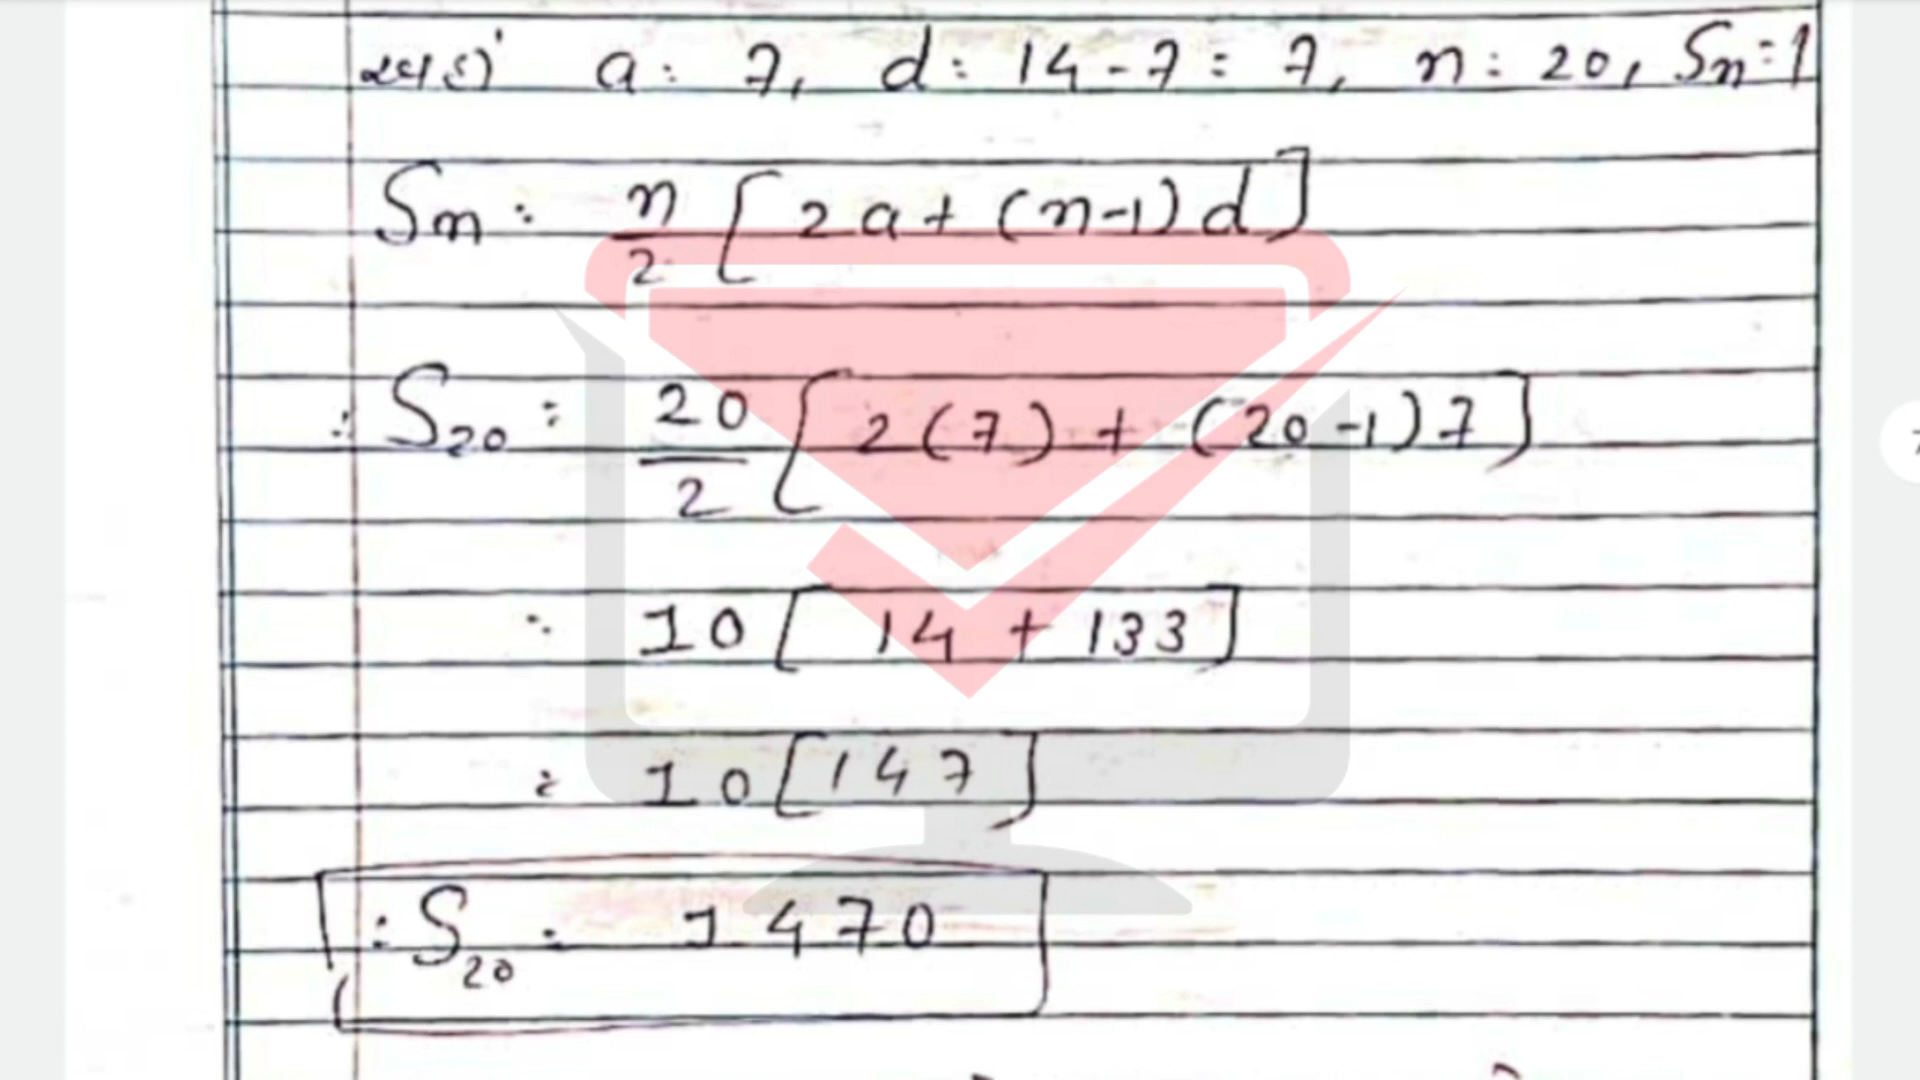 a = 7, d = 14-7 = 7, n = 20, Sn = 1
Sn = n/2 [2a + (n-1)d]
∴ S20 = 20/2 [2(7) + (20-1)7]
= 10[14 + 133]
= 10[147]
∴ S20 = 1470